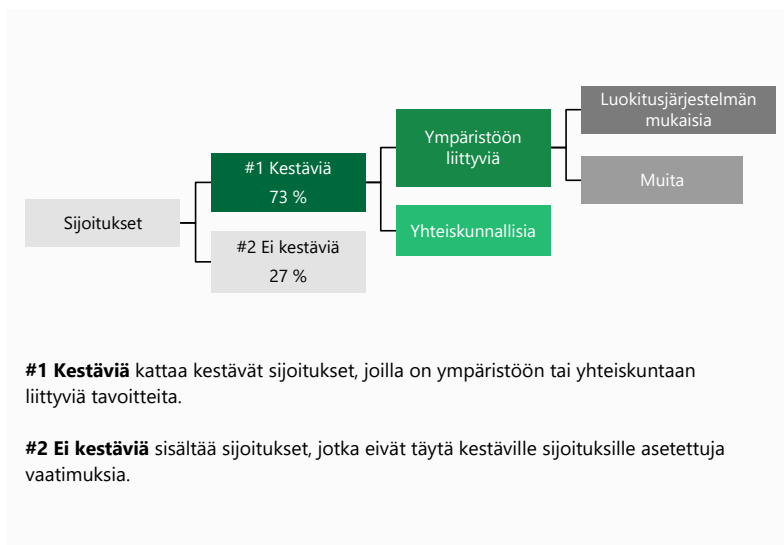 Sijoitukset
#1 Kestäviä
73 %
#2 Ei kestäviä
27 %
Ympäristöön
liittyviä
Yhteiskunnallisia
Luokitusjärjestelmän
mukaisia
Muita
#1 Kestäviä kattaa kestävät sijoitukset, joilla on ympäristöön tai yhteiskuntaan
liittyviä tavoitteita.
#2 Ei kestäviä sisältää sijoitukset, jotka eivät täytä kestäville sijoituksille asetettuja
vaatimuksia.